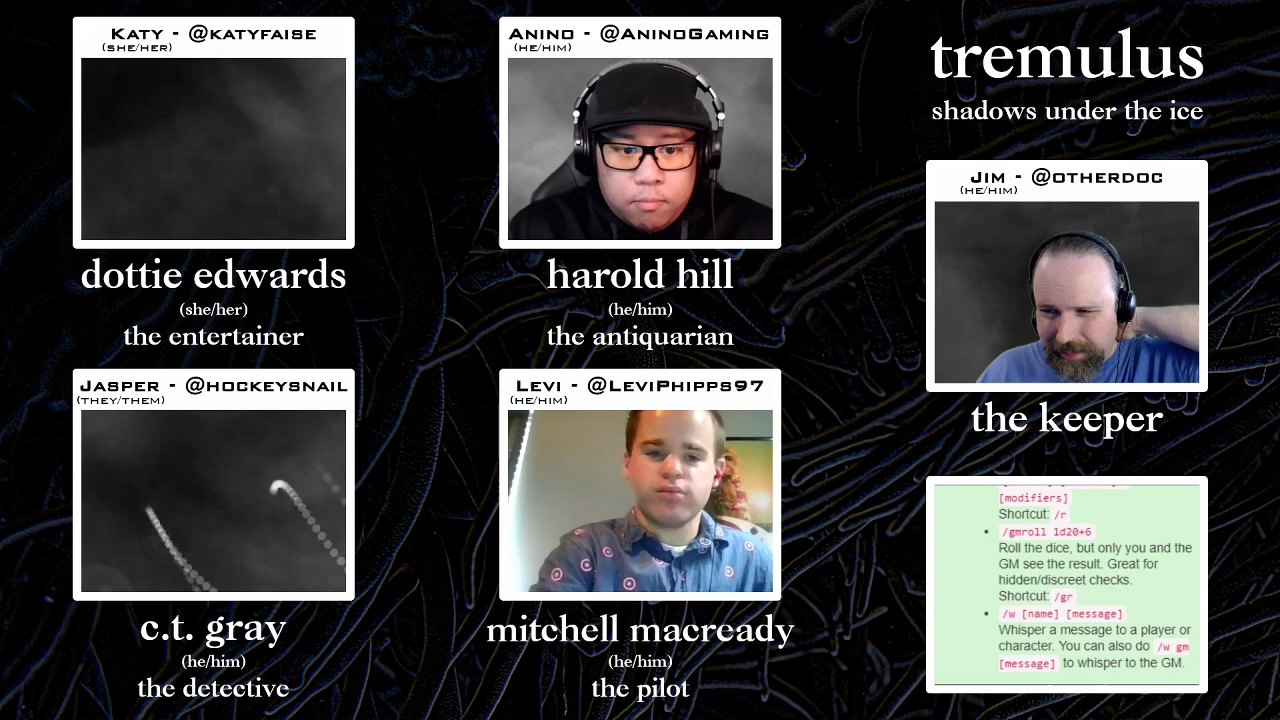 Katy - @katyfaise
(she/her)
dottie edwards
(she/her)
the entertainer
Anino - @AninoGaming
(he/him)
harold hill
(he/him)
the antiquarian
tremulus
shadows under the ice
Jim - @otherdoc
(he/him)
the keeper
Jasper - @hockeysnail
(they/them)
c.t. gray
(he/him)
the detective
Levi - @LeviPhipps97
(he/him)
mitchell macready
(he/him)
the pilot
[modifiers]
Shortcut: /r
• /gmroll 1d20+6
Roll the dice, but only you and the
GM see the result. Great for
hidden/discreet checks.
Shortcut: /gr
• /w [name] [message]
Whisper a message to a player or
character. You can also do /w gm
[message] to whisper to the GM.